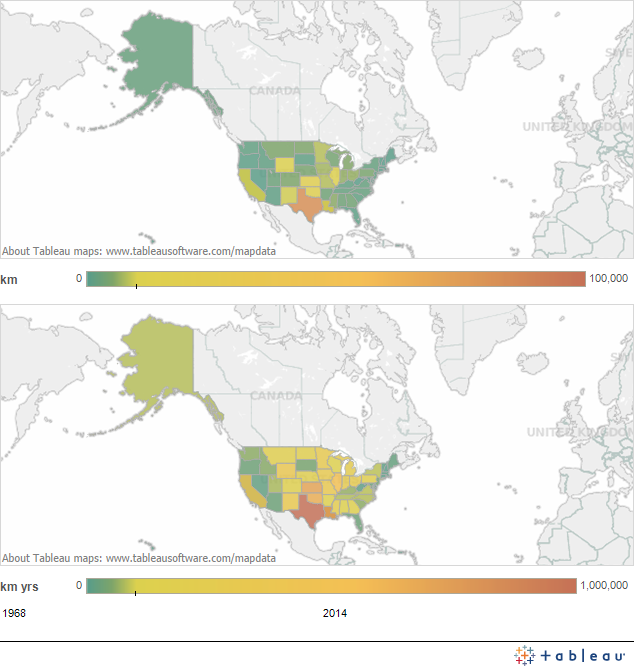 CANADA
UNITED KINGDOM
About Tableau maps: www.tableausoftware.com/mapdata
km
0
100,000
CANADA
UNITED KINGDOM
About Tableau maps: www.tableausoftware.com/mapdata
km yrs
0
1,000,000
1968
2014
+ableau